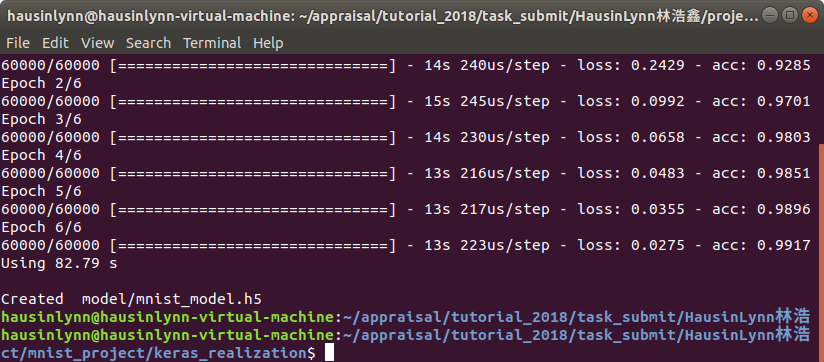 hausinlynn@hausinlynn-virtual-machine: ~/appraisal/tutorial_2018/task_submit/HausinLynn林浩鑫/proje...
File Edit View Search Terminal Help
60000/60000 [==============================] - 14s 240us/step - loss: 0.2429 - acc: 0.9285
Epoch 2/6
60000/60000 [==============================] - 15s 245us/step - loss: 0.0992 - acc: 0.9701
Epoch 3/6
60000/60000 [==============================] - 14s 230us/step - loss: 0.0658 - acc: 0.9803
Epoch 4/6
60000/60000 [==============================] - 13s 216us/step - loss: 0.0483 - acc: 0.9851
Epoch 5/6
60000/60000 [==============================] - 13s 217us/step - loss: 0.0355 - acc: 0.9896
Epoch 6/6
60000/60000 [==============================] - 13s 223us/step - loss: 0.0275 - acc: 0.9917
Using 82.79 s
Created  model/mnist_model.h5
hausinlynn@hausinlynn-virtual-machine:~/appraisal/tutorial_2018/task_submit/HausinLynn林浩
hausinlynn@hausinlynn-virtual-machine:~/appraisal/tutorial_2018/task_submit/HausinLynn林浩
ct/mnist_project/keras_realization$